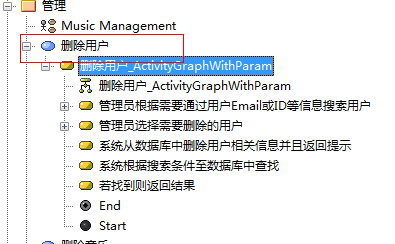 管理
Music Management
删除用户
删除用户_ActivityGraphWithParam
删除用户_ActivityGraphWithParam
管理员根据需要通过用户Email或ID等信息搜索用户
管理员选择需要删除的用户
系统从数据库中删除用户相关信息并且返回提示
系统根据搜索条件至数据库中查找
若找到则返回结果
End
Start
删除音乐